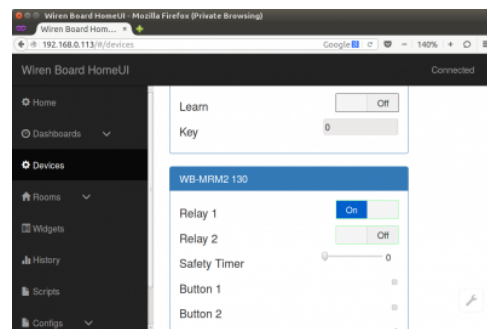 Wiren Board HomeUI - Mozilla Firefox (Private Browsing)
Wiren Board Hom...
192.168.0.113/#/devices
Google
140%
Wiren Board HomeUI
Connected
Home
Dashboards
Devices
Rooms
Widgets
History
Scripts
Configs
Learn
Off
Key
0
WB-MRM2 130
Relay 1
On
Relay 2
Off
Safety Timer
0
Button 1
Button 2